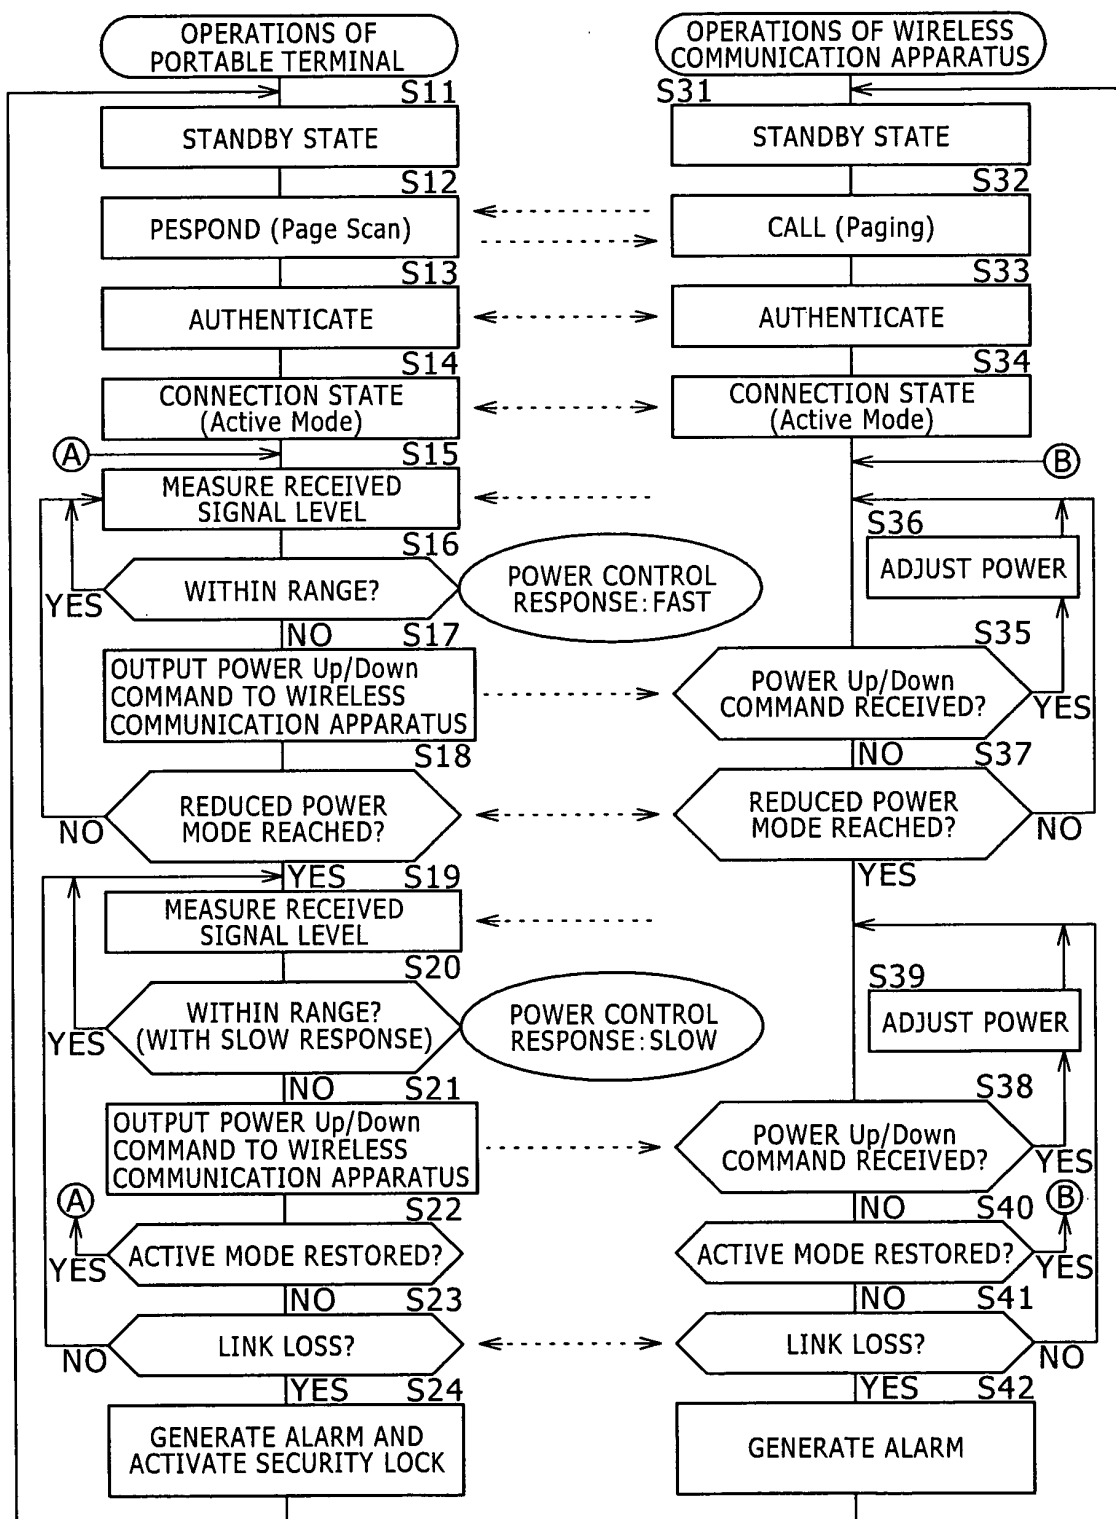 OPERATIONS OF
PORTABLE TERMINAL
S11
STANDBY STATE
S12
PESPOND (Page Scan)
S13
AUTHENTICATE
S14
CONNECTION STATE
(Active Mode)
A
S15
MEASURE RECEIVED
SIGNAL LEVEL
S16
WITHIN RANGE?
YES
POWER CONTROL
RESPONSE:FAST
NO
S17
OUTPUT POWER Up/Down
COMMAND TO WIRELESS
COMMUNICATION APPARATUS
S18
REDUCED POWER
MODE REACHED?
NO
YES
S19
MEASURE RECEIVED
SIGNAL LEVEL
S20
WITHIN RANGE?
(WITH SLOW RESPONSE)
YES
POWER CONTROL
RESPONSE:SLOW
NO
S21
OUTPUT POWER Up/Down
COMMAND TO WIRELESS
COMMUNICATION APPARATUS
A
S22
ACTIVE MODE RESTORED?
YES
NO
S23
LINK LOSS?
NO
YES
S24
GENERATE ALARM AND
ACTIVATE SECURITY LOCK
OPERATIONS OF WIRELESS
COMMUNICATION APPARATUS
S31
STANDBY STATE
S32
CALL (Paging)
S33
AUTHENTICATE
S34
CONNECTION STATE
(Active Mode)
B
S36
ADJUST POWER
S35
POWER Up/Down
COMMAND RECEIVED?
YES
NO
S37
REDUCED POWER
MODE REACHED?
NO
YES
S39
ADJUST POWER
S38
POWER Up/Down
COMMAND RECEIVED?
YES
B
NO
S40
ACTIVE MODE RESTORED?
YES
NO
S41
LINK LOSS?
NO
YES
S42
GENERATE ALARM